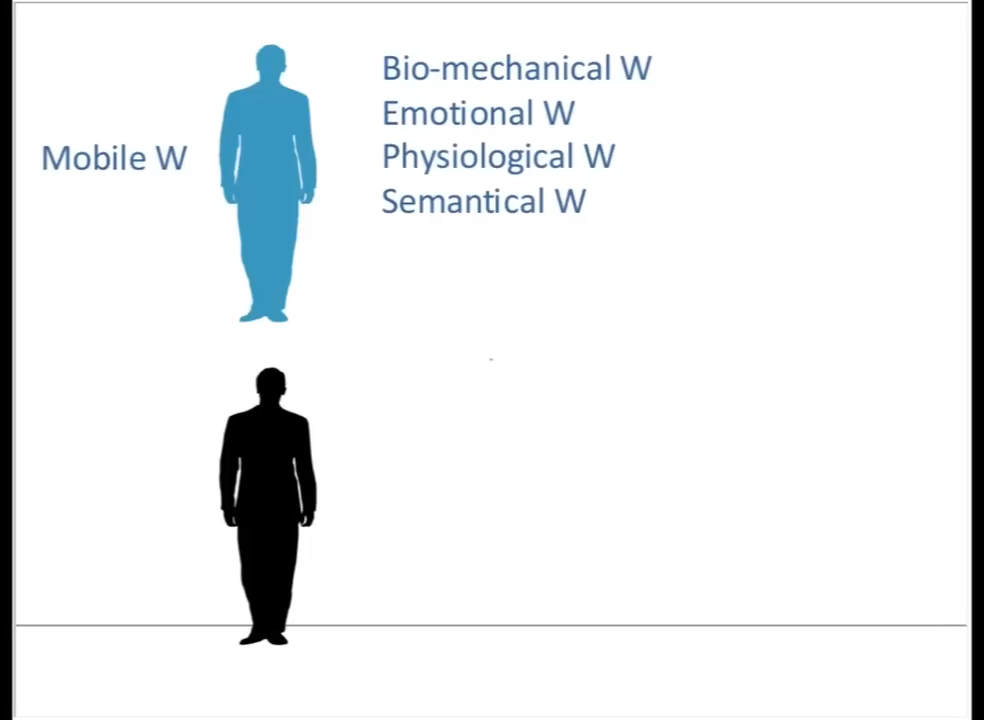 Mobile W
Bio-mechanical W
Emotional W
Physiological W
Semantical W